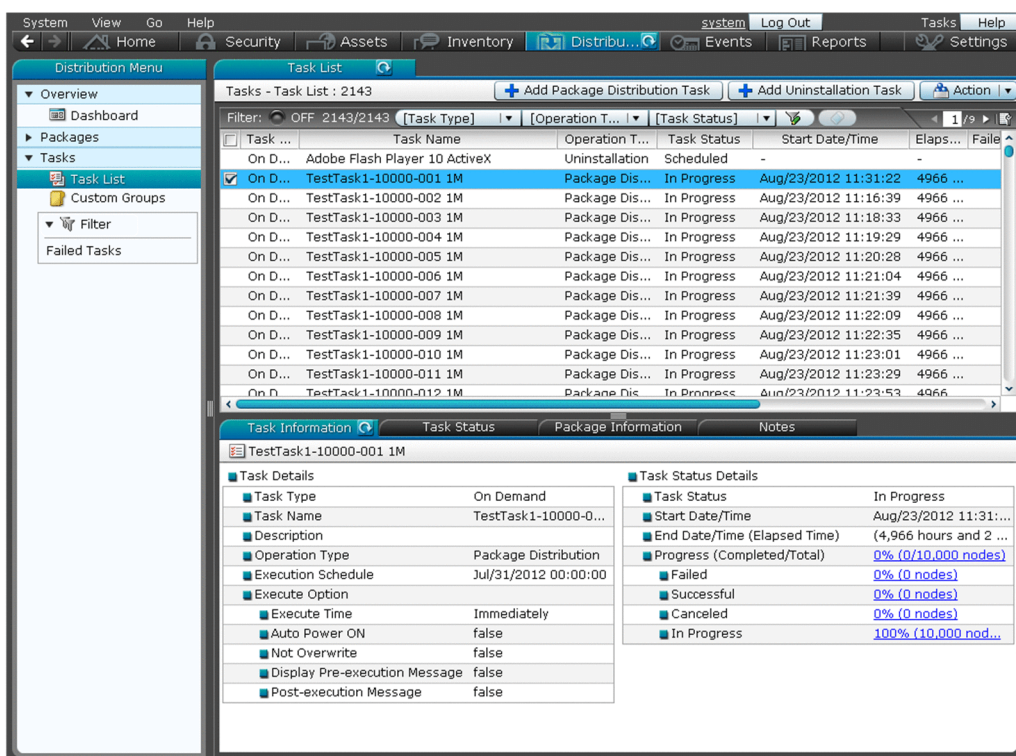 System View Go Help system Log Out Tasks Help
Home Security Assets Inventory Distribu... Events Reports Settings
Distribution Menu
Overview
Dashboard
Packages
Tasks
Task List
Custom Groups
Filter
Failed Tasks
Task List
Tasks - Task List : 2143 Add Package Distribution Task Add Uninstallation Task Action
Filter: OFF 2143/2143 [Task Type] [Operation T... [Task Status] 1 /9
Task ... Task Name Operation T... Task Status Start Date/Time Elaps... Faile
On D... Adobe Flash Player 10 ActiveX Uninstallation Scheduled - -
On D... TestTask1-10000-001 1M Package Dis... In Progress Aug/23/2012 11:31:22 4966 ...
On D... TestTask1-10000-002 1M Package Dis... In Progress Aug/23/2012 11:16:39 4966 ...
On D... TestTask1-10000-003 1M Package Dis... In Progress Aug/23/2012 11:18:33 4966 ...
On D... TestTask1-10000-004 1M Package Dis... In Progress Aug/23/2012 11:19:29 4966 ...
On D... TestTask1-10000-005 1M Package Dis... In Progress Aug/23/2012 11:20:28 4966 ...
On D... TestTask1-10000-006 1M Package Dis... In Progress Aug/23/2012 11:21:04 4966 ...
On D... TestTask1-10000-007 1M Package Dis... In Progress Aug/23/2012 11:21:39 4966 ...
On D... TestTask1-10000-008 1M Package Dis... In Progress Aug/23/2012 11:22:09 4966 ...
On D... TestTask1-10000-009 1M Package Dis... In Progress Aug/23/2012 11:22:35 4966 ...
On D... TestTask1-10000-010 1M Package Dis... In Progress Aug/23/2012 11:23:01 4966 ...
On D... TestTask1-10000-011 1M Package Dis... In Progress Aug/23/2012 11:23:29 4966 ...
On D... TestTask1-10000-012 1M Package Dis... In Progress Aug/23/2012 11:23:53 4966 ...
Task Information Task Status Package Information Notes
TestTask1-10000-001 1M
Task Details
Task Type On Demand
Task Name TestTask1-10000-0...
Description
Operation Type Package Distribution
Execution Schedule Jul/31/2012 00:00:00
Execute Option
Execute Time Immediately
Auto Power ON false
Not Overwrite false
Display Pre-execution Message false
Post-execution Message false
Task Status Details
Task Status In Progress
Start Date/Time Aug/23/2012 11:31:...
End Date/Time (Elapsed Time) (4,966 hours and 2 ...
Progress (Completed/Total) 0% (0/10,000 nodes)
Failed 0% (0 nodes)
Successful 0% (0 nodes)
Canceled 0% (0 nodes)
In Progress 100% (10,000 nod...